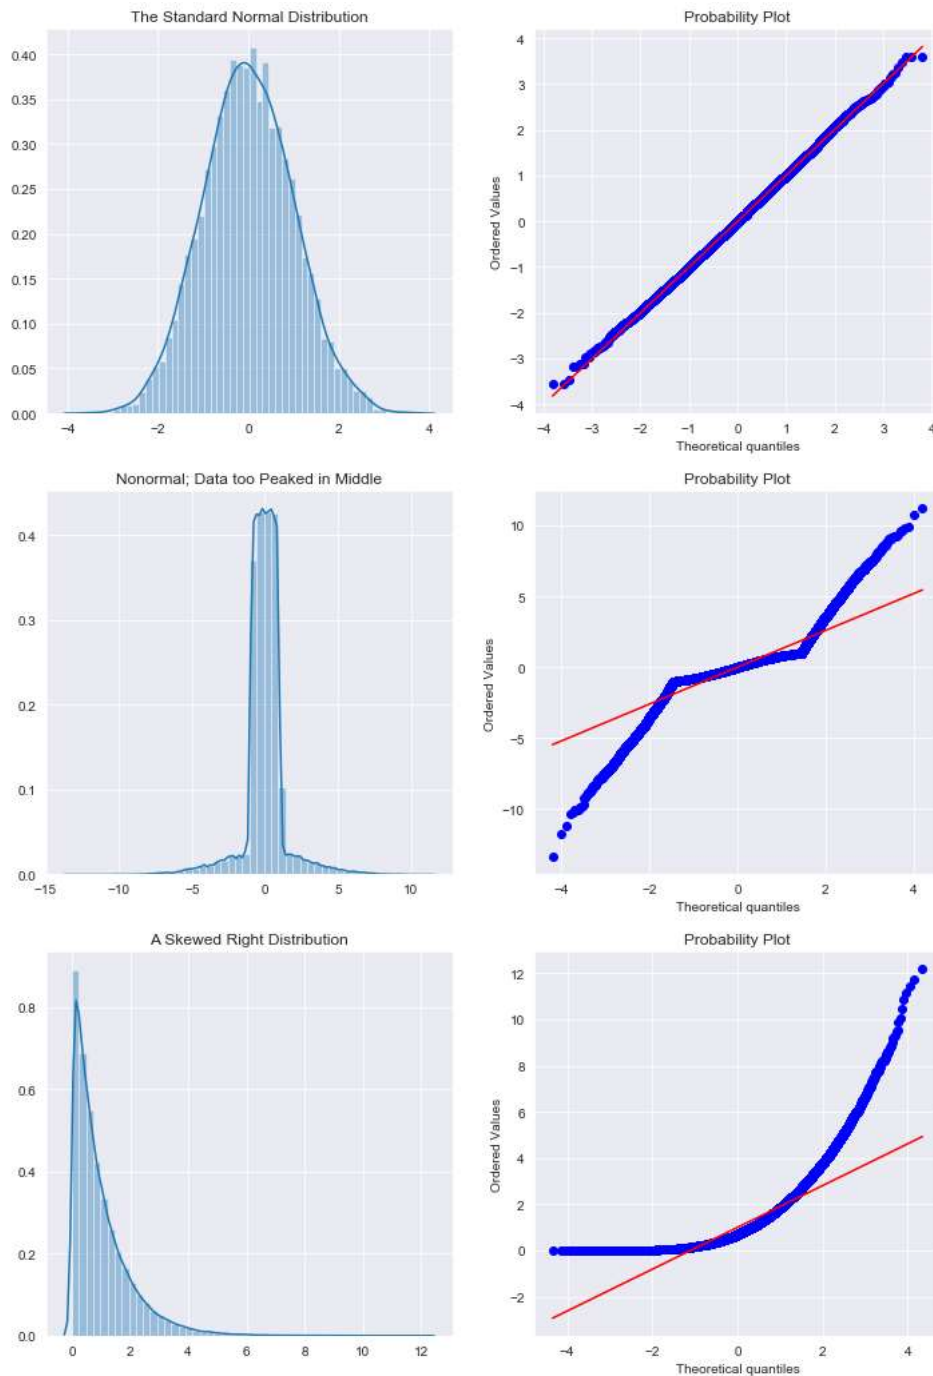 The Standard Normal Distribution
0.40
0.35
0.30
0.25
0.20
0.15
0.10
0.05
0.00
−4 −2 0 2 4
Probability Plot
4
3
2
1
0
−1
−2
−3
−4
Ordered Values
−4 −3 −2 −1 0 1 2 3 4
Theoretical quantiles
Nonormal; Data too Peaked in Middle
0.4
0.3
0.2
0.1
0.0
−15 −10 −5 0 5 10
Probability Plot
10
5
0
−5
−10
Ordered Values
−4 −2 0 2 4
Theoretical quantiles
A Skewed Right Distribution
0.8
0.6
0.4
0.2
0.0
0 2 4 6 8 10 12
Probability Plot
12
10
8
6
4
2
0
−2
Ordered Values
−4 −2 0 2 4
Theoretical quantiles